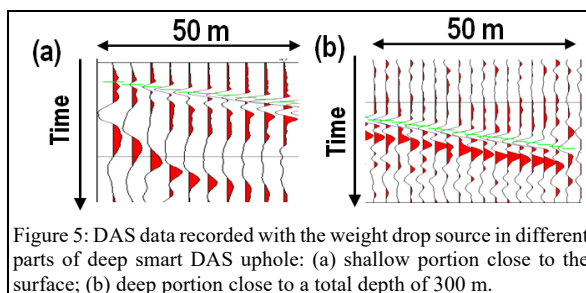 (a)
50 m
Time
(b)
50 m
Time
Figure 5: DAS data recorded with the weight drop source in different
parts of deep smart DAS uphole: (a) shallow portion close to the
surface; (b) deep portion close to a total depth of 300 m.